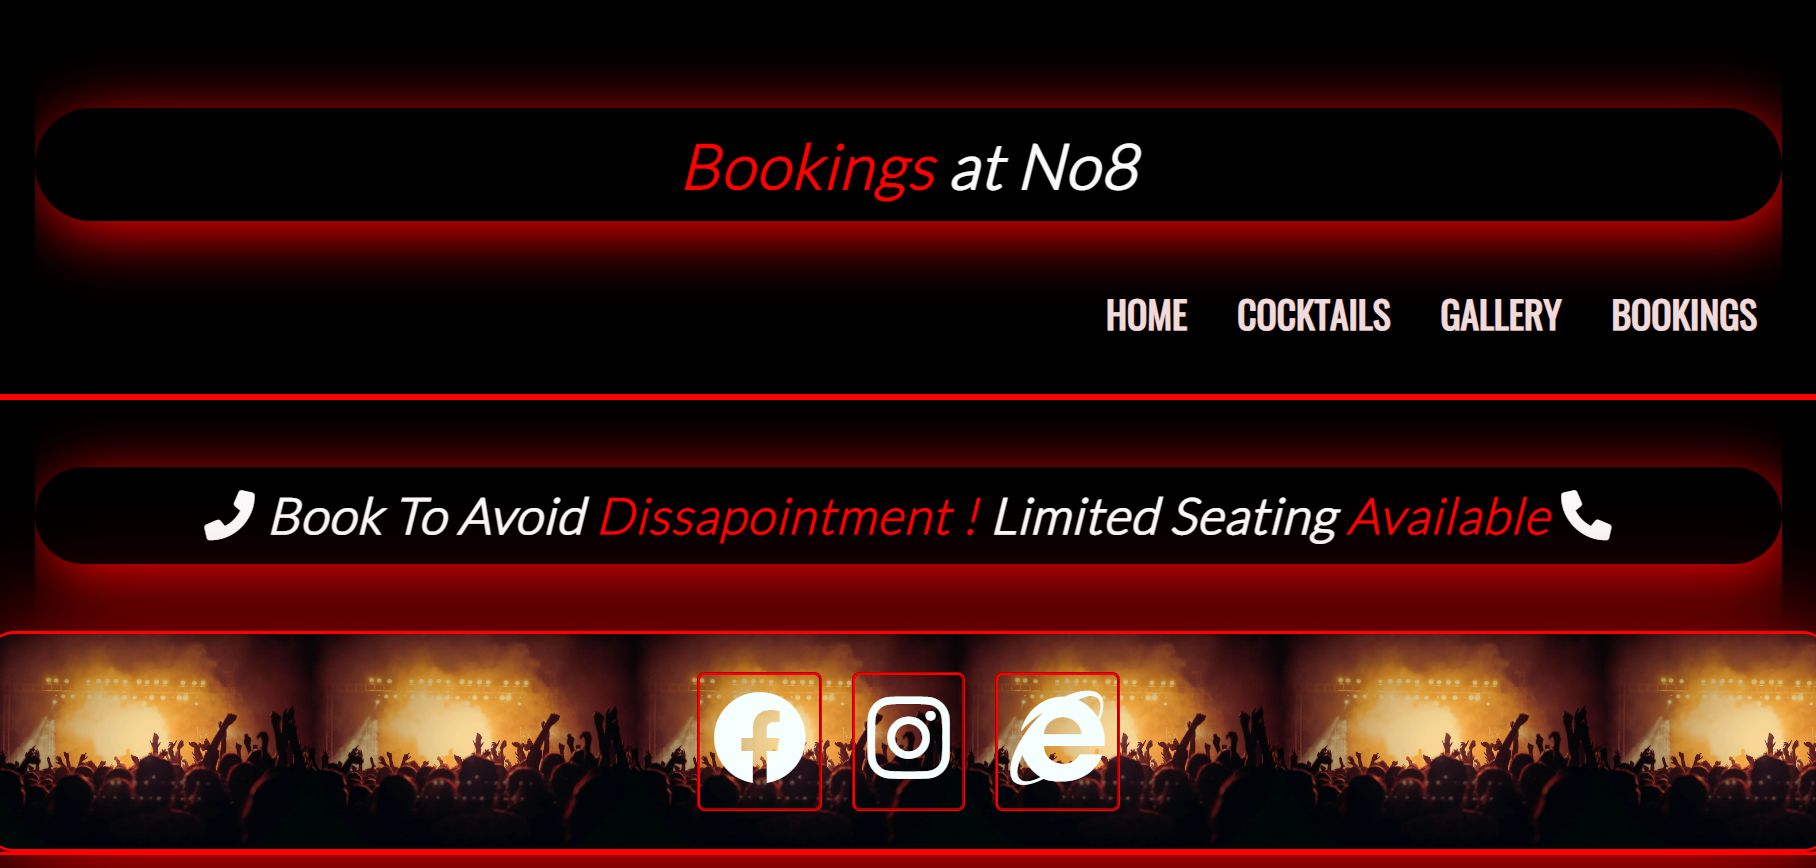 Bookings at No8
HOME COCKTAILS GALLERY BOOKINGS
Book To Avoid Dissapointment ! Limited Seating Available